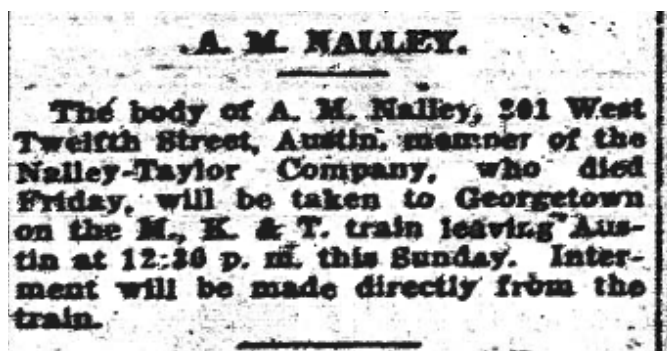 A. M. NALLEY.
The body of A. M. Nalley, 201 West
Twelfth Street, Austin, memner of the
Nalley-Taylor Company, who died
Friday, will be taken to Georgetown
on the M., K. & T. train leaving Aus-
tin at 12:30 p. m. this Sunday. Inter-
ment will be made directly from the
train.